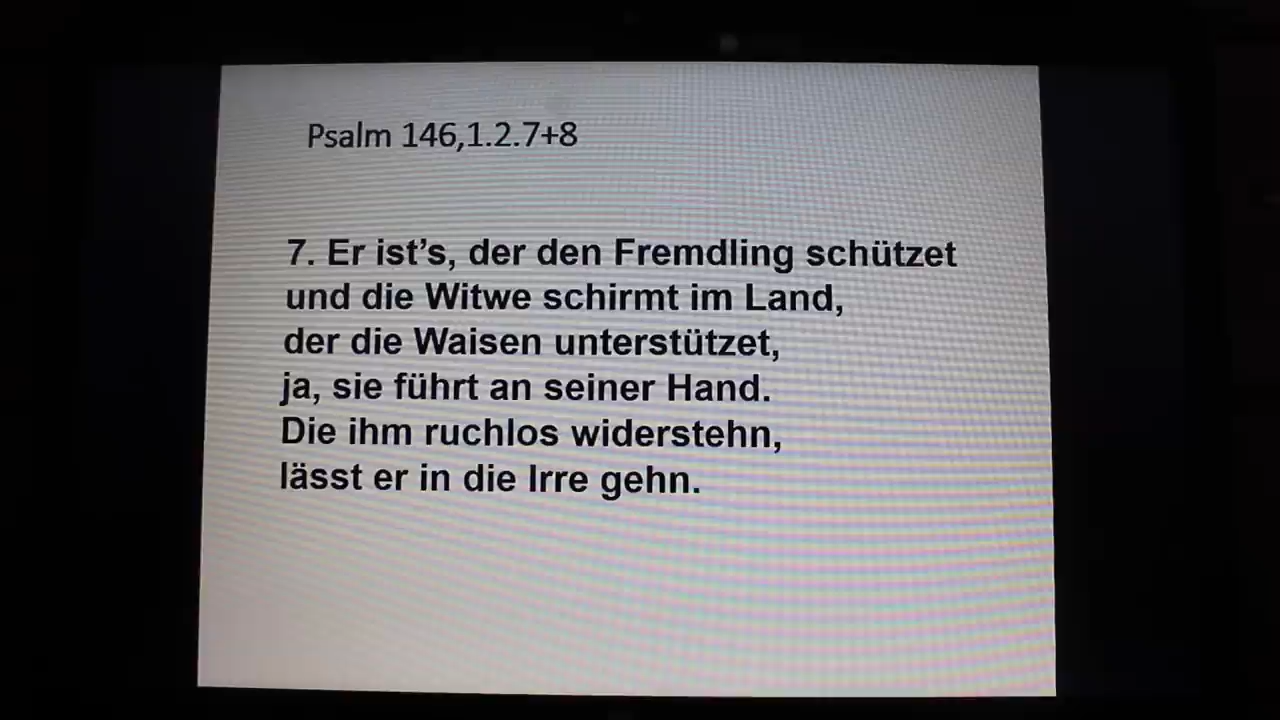 Psalm 146,1.2.7+8
7. Er ist’s, der den Fremdling schützet
und die Witwe schirmt im Land,
der die Waisen unterstützet,
ja, sie führt an seiner Hand.
Die ihm ruchlos widerstehn,
lässt er in die Irre gehn.